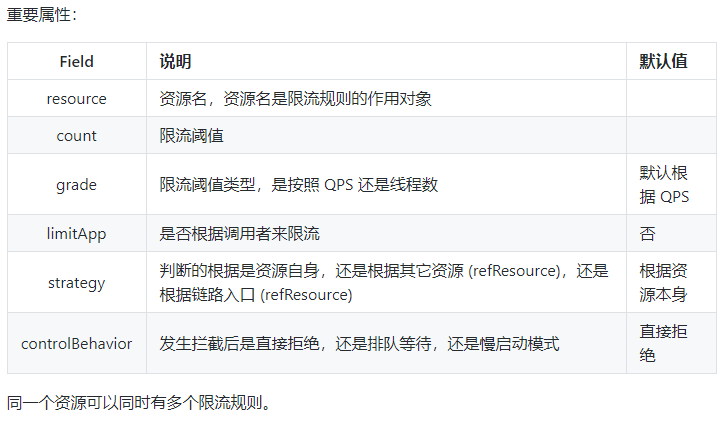 重要属性：
Field 说明 默认值
resource 资源名，资源名是限流规则的作用对象
count 限流阈值
grade 限流阈值类型，是按照 QPS 还是线程数 默认根
据 QPS
limitApp 是否根据调用者来限流 否
strategy 判断的根据是资源自身，还是根据其它资源 (refResource)，还是
根据链路入口 (refResource) 根据资
源本身
controlBehavior 发生拦截后是直接拒绝，还是排队等待，还是慢启动模式 直接拒
绝
同一个资源可以同时有多个限流规则。